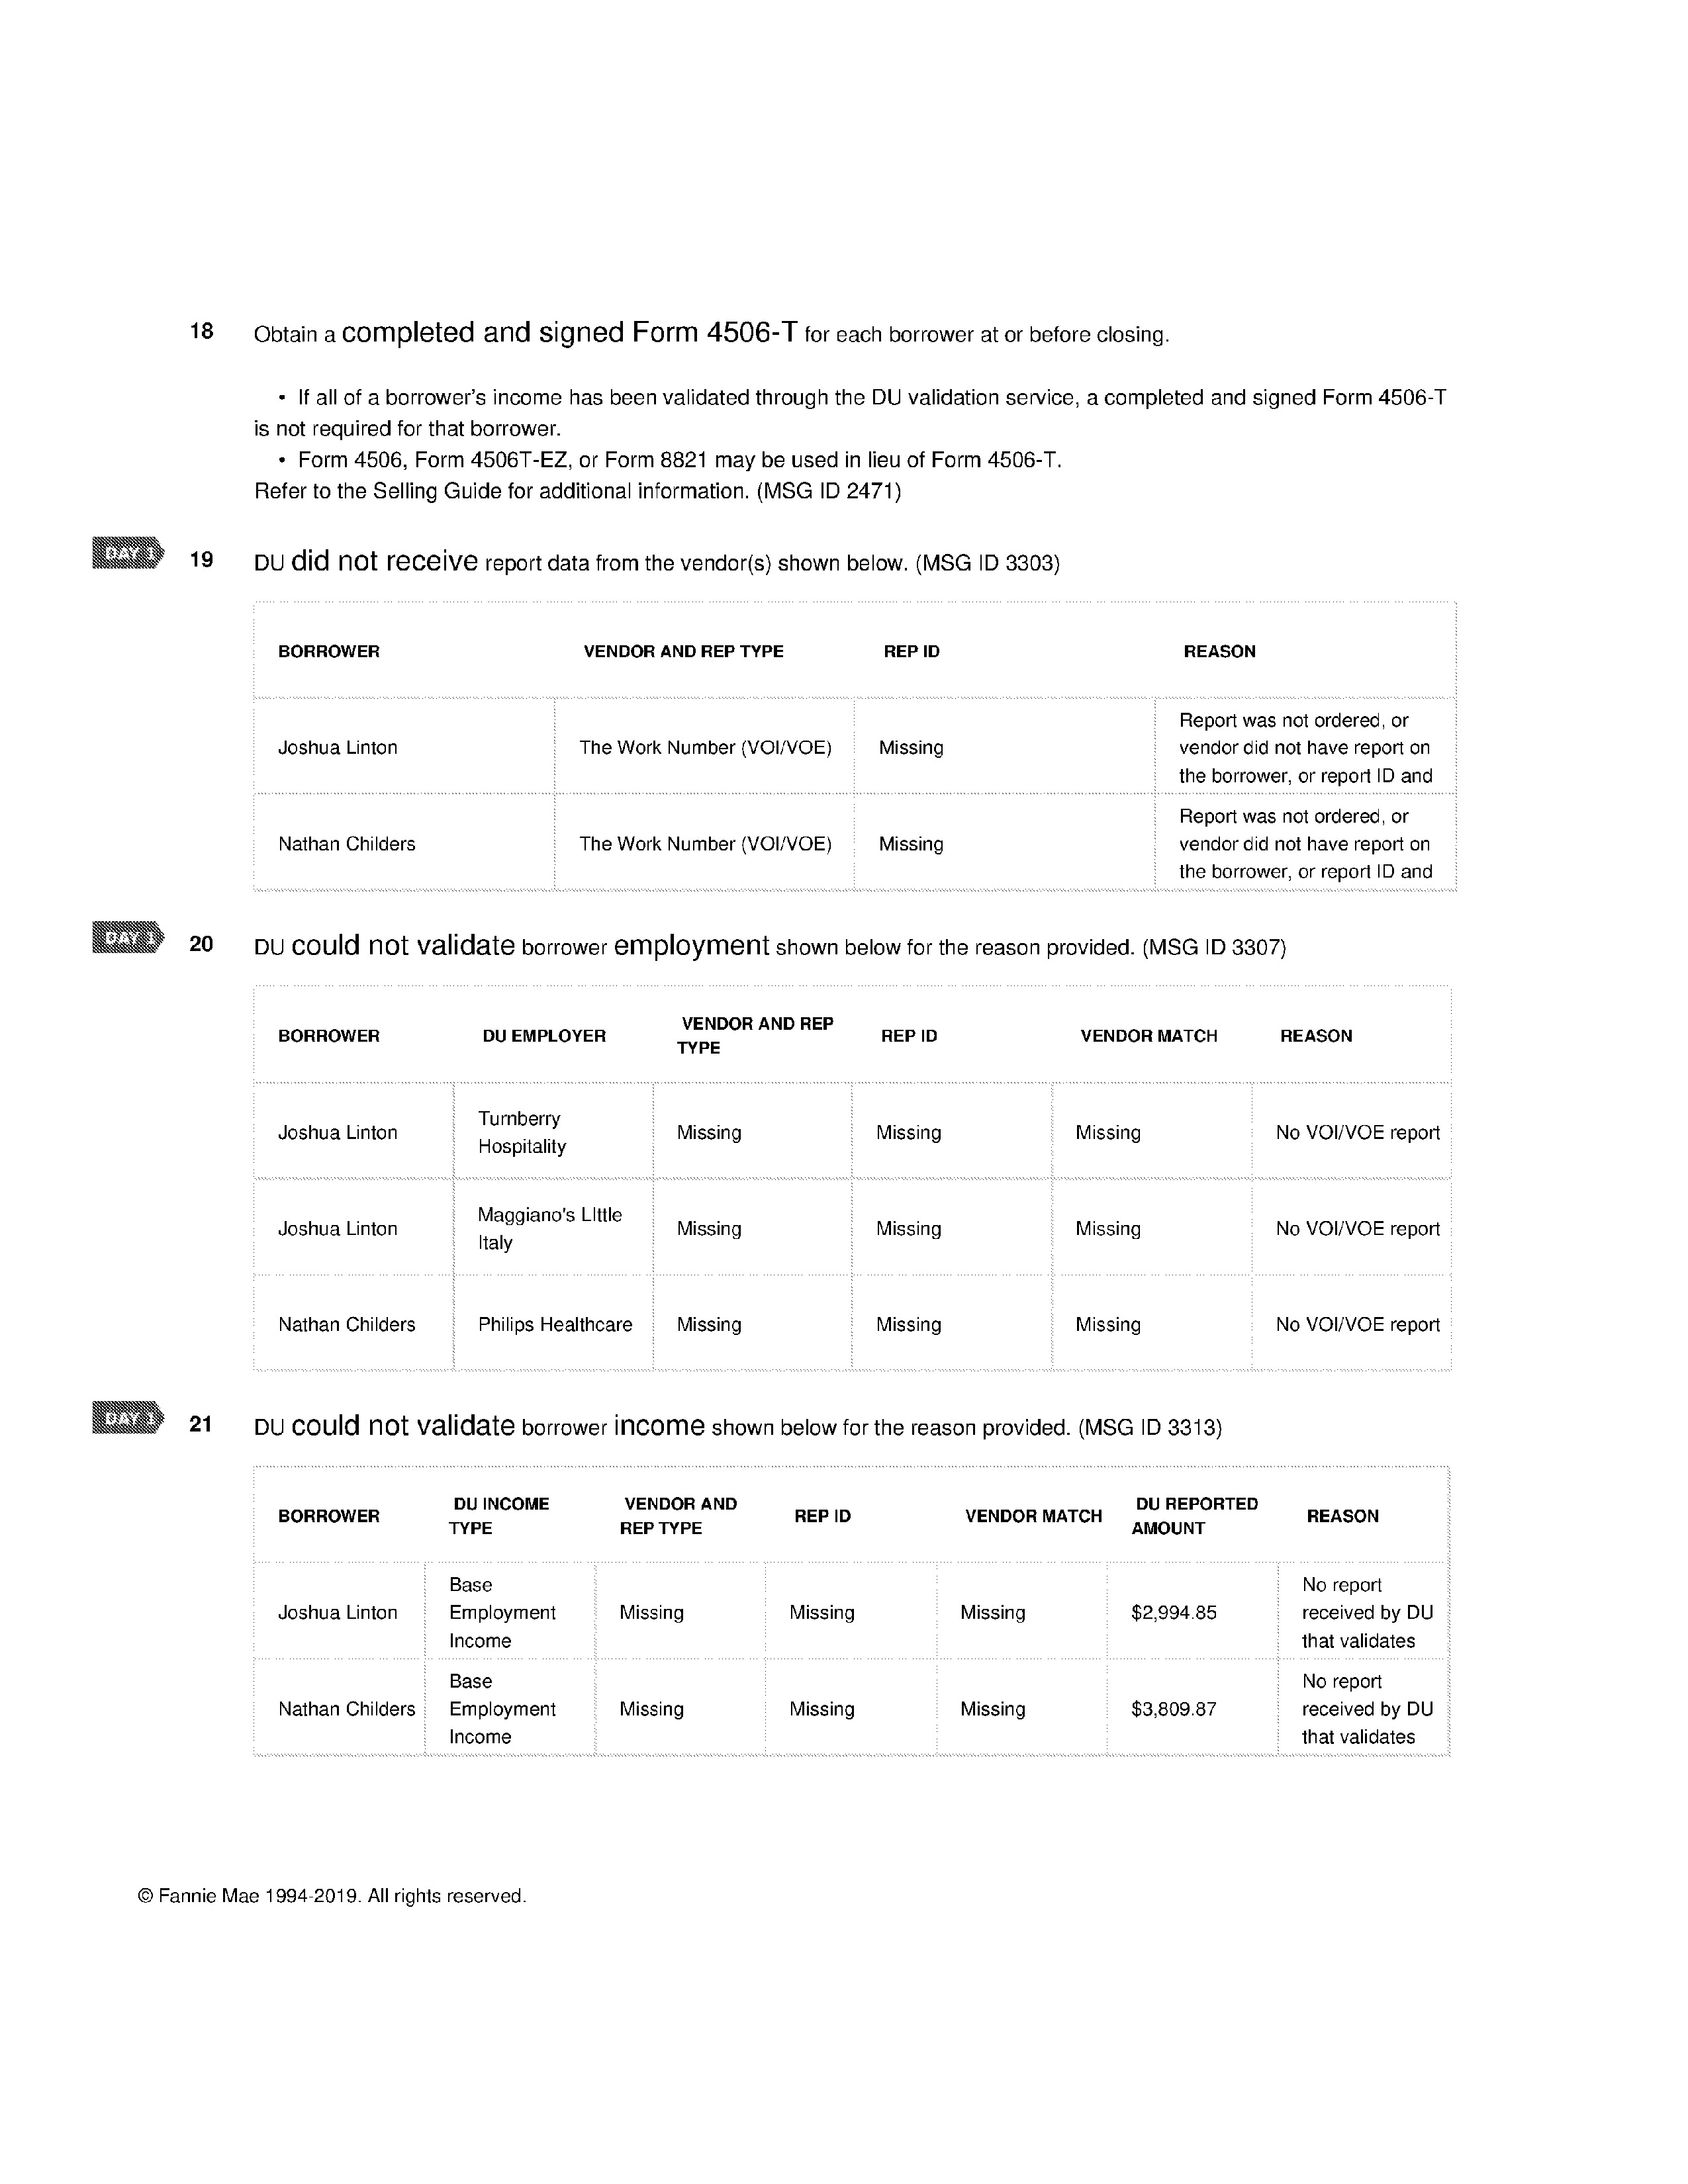 18 Obtain a completed and signed Form 4506-T for each borrower at or before closing.
• If all of a borrower's income has been validated through the DU validation service, a completed and signed Form 4506-T
is not required for that borrower.
• Form 4506, Form 4506T-EZ, or Form 8821 may be used in lieu of Form 4506-T.
Refer to the Selling Guide for additional information. (MSG ID 2471)
DAY 1 19 DU did not receive report data from the vendor(s) shown below. (MSG ID 3303)
BORROWER VENDOR AND REP TYPE REP ID REASON
Report was not ordered, or
Joshua Linton The Work Number (VOI/VOE) Missing vendor did not have report on
the borrower, or report ID and
Report was not ordered, or
Nathan Childers The Work Number (VOI/VOE) Missing vendor did not have report on
the borrower, or report ID and
DAY 1 20 DU could not validate borrower employment shown below for the reason provided. (MSG ID 3307)
BORROWER DU EMPLOYER VENDOR AND REP
TYPE REP ID VENDOR MATCH REASON
Joshua Linton Turnberry
Hospitality Missing Missing Missing No VOI/VOE report
Joshua Linton Maggiano's LIttle
Italy Missing Missing Missing No VOI/VOE report
Nathan Childers Philips Healthcare Missing Missing Missing No VOI/VOE report
DAY 1 21 DU could not validate borrower income shown below for the reason provided. (MSG ID 3313)
BORROWER DU INCOME
TYPE VENDOR AND
REP TYPE REP ID VENDOR MATCH DU REPORTED
AMOUNT REASON
Base No report
Joshua Linton Employment Missing Missing Missing $2,994.85 received by DU
Income that validates
Base No report
Nathan Childers Employment Missing Missing Missing $3,809.87 received by DU
Income that validates
© Fannie Mae 1994-2019. All rights reserved.